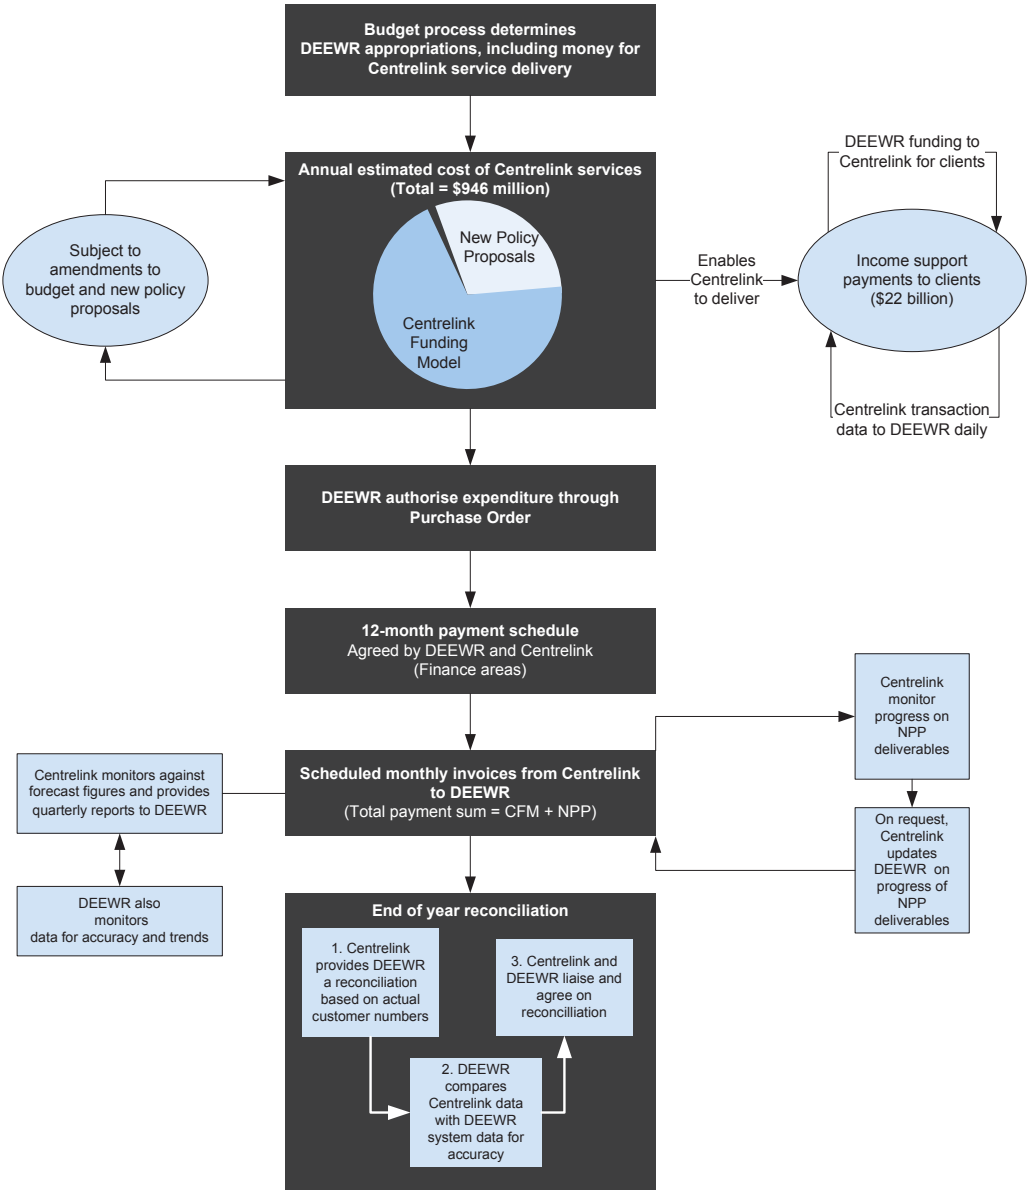 Budget process determines
DEEWR appropriations, including money for
Centrelink service delivery
Annual estimated cost of Centrelink services
(Total = $946 million)
New Policy
Proposals
Centrelink
Funding
Model
Subject to
amendments to
budget and new policy
proposals
Enables
Centrelink
to deliver
DEEWR funding to
Centrelink for clients
Income support
payments to clients
($22 billion)
Centrelink transaction
data to DEEWR daily
DEEWR authorise expenditure through
Purchase Order
12-month payment schedule
Agreed by DEEWR and Centrelink
(Finance areas)
Scheduled monthly invoices from Centrelink
to DEEWR
(Total payment sum = CFM + NPP)
Centrelink monitors against
forecast figures and provides
quarterly reports to DEEWR
DEEWR also
monitors
data for accuracy and trends
Centrelink
monitor
progress on
NPP
deliverables
On request,
Centrelink
updates
DEEWR on
progress of
NPP
deliverables
End of year reconciliation
1. Centrelink
provides DEEWR
a reconciliation
based on actual
customer numbers
2. DEEWR
compares
Centrelink data
with DEEWR
system data for
accuracy
3. Centrelink and
DEEWR liaise and
agree on
reconcilliation